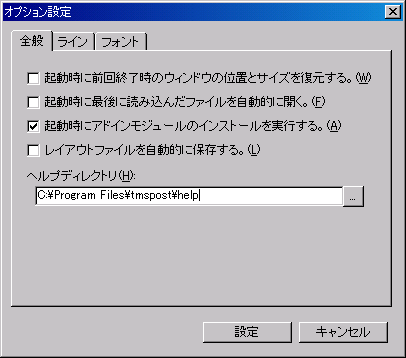 オプション設定
全般 ライン フォント
起動時に前回終了時のウィンドウの位置とサイズを復元する。(W)
起動時に最後に読み込んだファイルを自動的に開く。(F)
起動時にアドインモジュールのインストールを実行する。(A)
レイアウトファイルを自動的に保存する。(L)
ヘルプディレクトリ(H):
C:¥Program Files¥tmspost¥help
...
設定 キャンセル